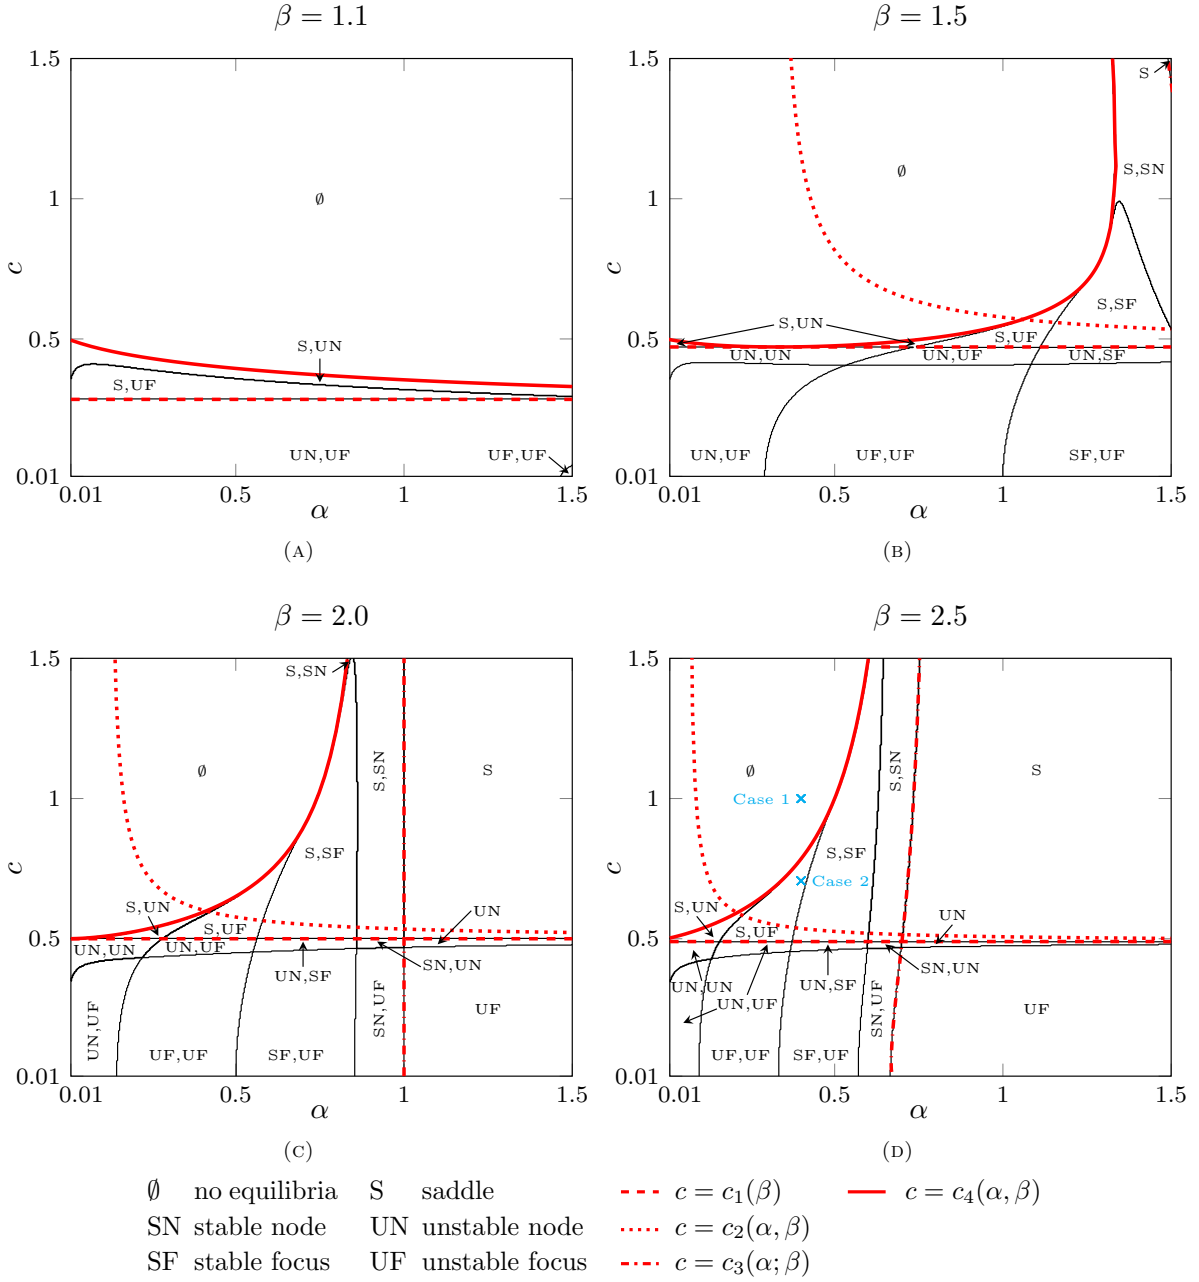 β = 1.1
β = 1.5
1.5
1
0.5
0.01
c
∅
S,UN
S,UF
UN,UF
UF,UF
0.01
0.5
1
1.5
α
(A)
1.5
1
0.5
0.01
c
S
∅
S,SN
S,SF
S,UN
S,UF
UN,UN
UN,UF
UN,SF
UN,UF
UF,UF
SF,UF
0.01
0.5
1
1.5
α
(B)
β = 2.0
β = 2.5
1.5
1
0.5
0.01
c
S,SN
∅
S,SN
S
S,SF
S,UN
S,UF
UN
UN,UN
UN,UF
UN,SF
SN,UN
UN,UF
UF,UF
SF,UF
SN,UF
UF
0.01
0.5
1
1.5
α
(C)
1.5
1
0.5
0.01
c
∅
S,SN
S
Case 1
S,SF
Case 2
S,UN
S,UF
UN
UN,UN
UN,UF
UN,SF
SN,UN
UF,UF
SF,UF
SN,UF
UF
0.01
0.5
1
1.5
α
(D)
∅ no equilibria S saddle c = c₁(β) c = c₄(α, β)
SN stable node UN unstable node c = c₂(α, β)
SF stable focus UF unstable focus c = c₃(α; β)